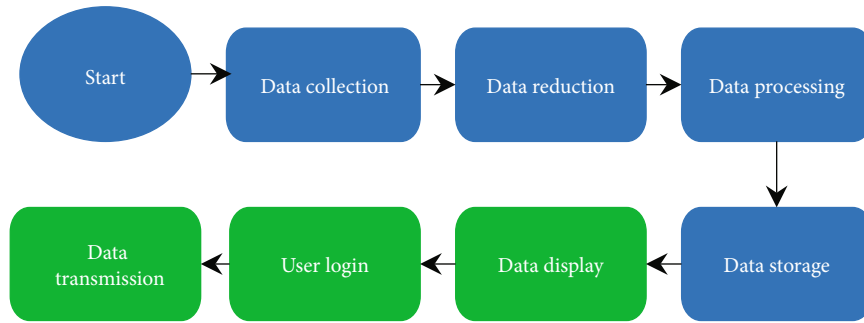 Start
Data collection
Data reduction
Data processing
Data
transmission
User login
Data display
Data storage